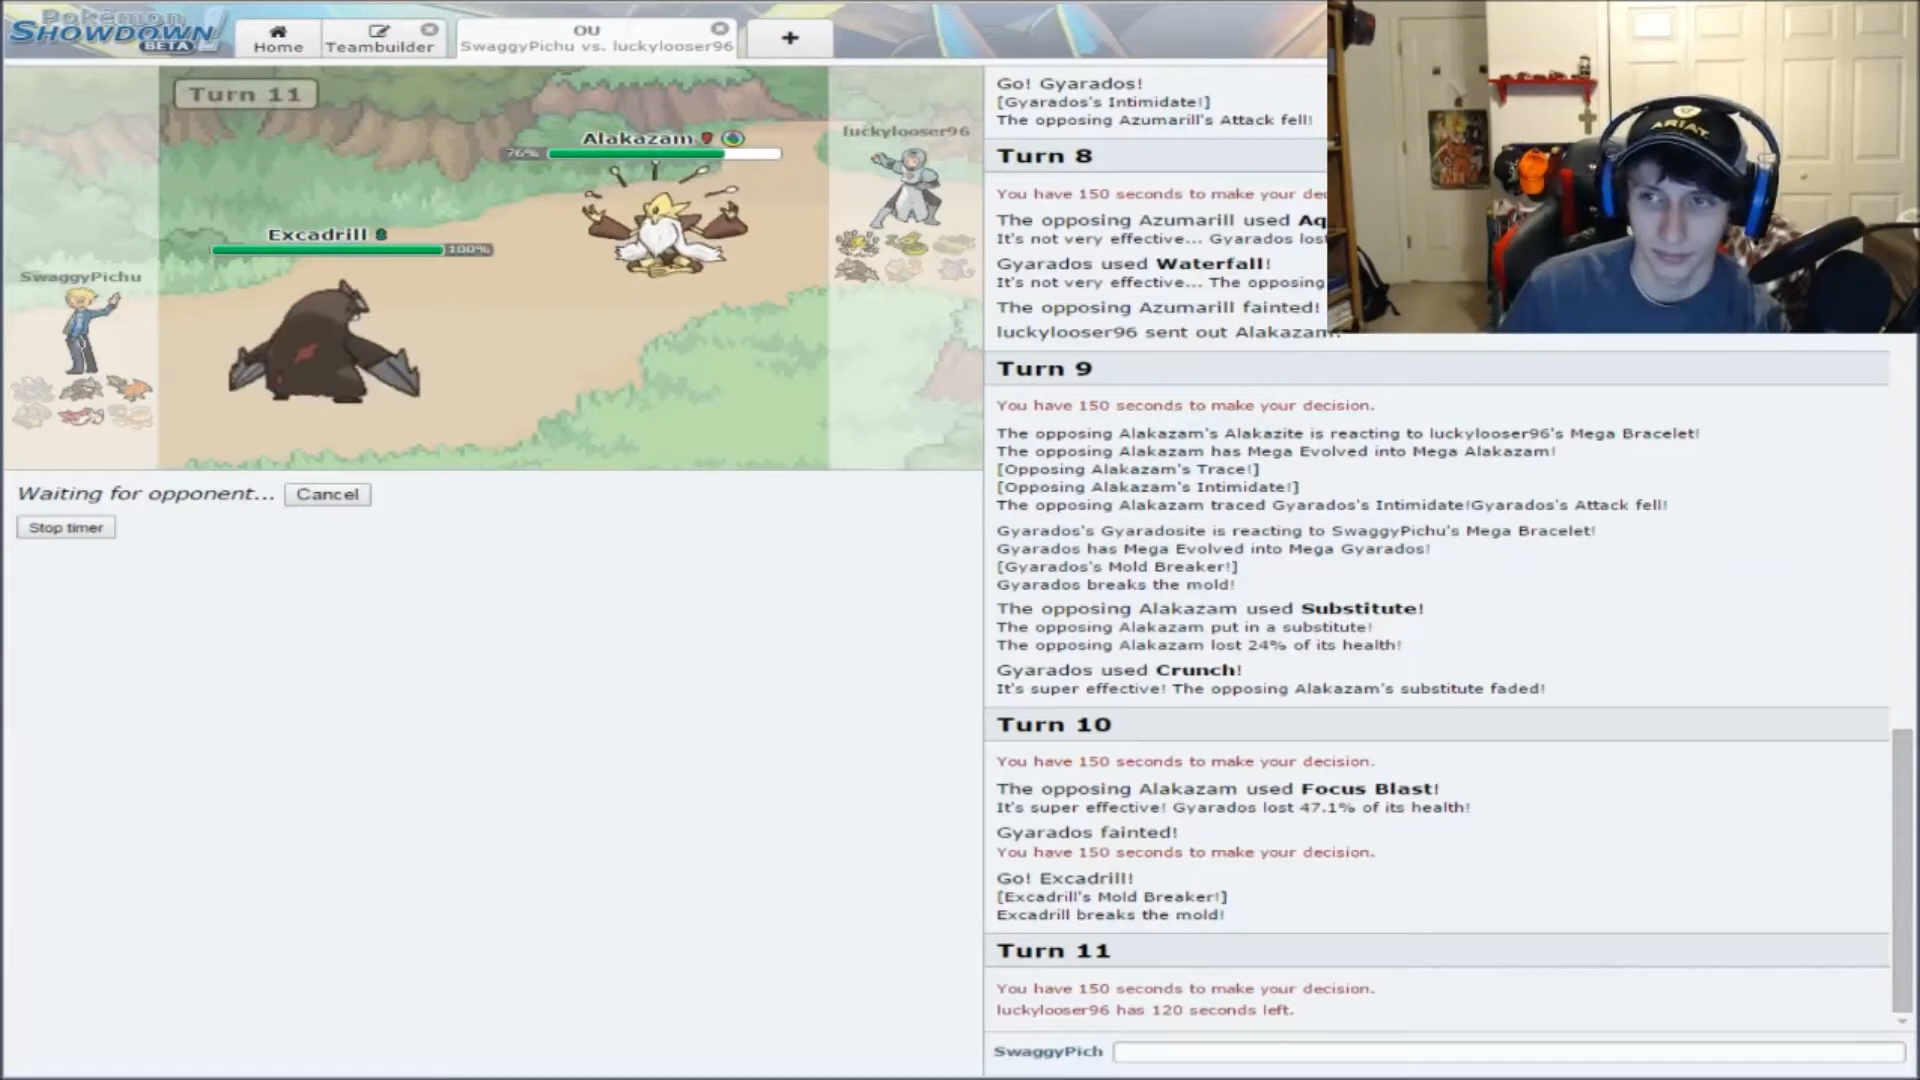 Pokémon
SHOWDOWN!
BETA
Home
Teambuilder
OU
SwaggyPichu vs. luckylooser96
+
Turn 11
Alakazam
76%
luckylooser96
Excadrill
100%
SwaggyPichu
Waiting for opponent...
Cancel
Stop timer
Go! Gyarados!
[Gyarados's Intimidate!]
The opposing Azumarill's Attack fell!
Turn 8
You have 150 seconds to make your dec
The opposing Azumarill used Aq
It's not very effective... Gyarados lost
Gyarados used Waterfall!
It's not very effective... The opposing
The opposing Azumarill fainted!
luckylooser96 sent out Alakazam
Turn 9
You have 150 seconds to make your decision.
The opposing Alakazam's Alakazite is reacting to luckylooser96's Mega Bracelet!
The opposing Alakazam has Mega Evolved into Mega Alakazam!
[Opposing Alakazam's Trace!]
[Opposing Alakazam's Intimidate!]
The opposing Alakazam traced Gyarados's Intimidate!Gyarados's Attack fell!
Gyarados's Gyaradosite is reacting to SwaggyPichu's Mega Bracelet!
Gyarados has Mega Evolved into Mega Gyarados!
[Gyarados's Mold Breaker!]
Gyarados breaks the mold!
The opposing Alakazam used Substitute!
The opposing Alakazam put in a substitute!
The opposing Alakazam lost 24% of its health!
Gyarados used Crunch!
It's super effective! The opposing Alakazam's substitute faded!
Turn 10
You have 150 seconds to make your decision.
The opposing Alakazam used Focus Blast!
It's super effective! Gyarados lost 47.1% of its health!
Gyarados fainted!
You have 150 seconds to make your decision.
Go! Excadrill!
[Excadrill's Mold Breaker!]
Excadrill breaks the mold!
Turn 11
You have 150 seconds to make your decision.
luckylooser96 has 120 seconds left.
SwaggyPich
ARIAT